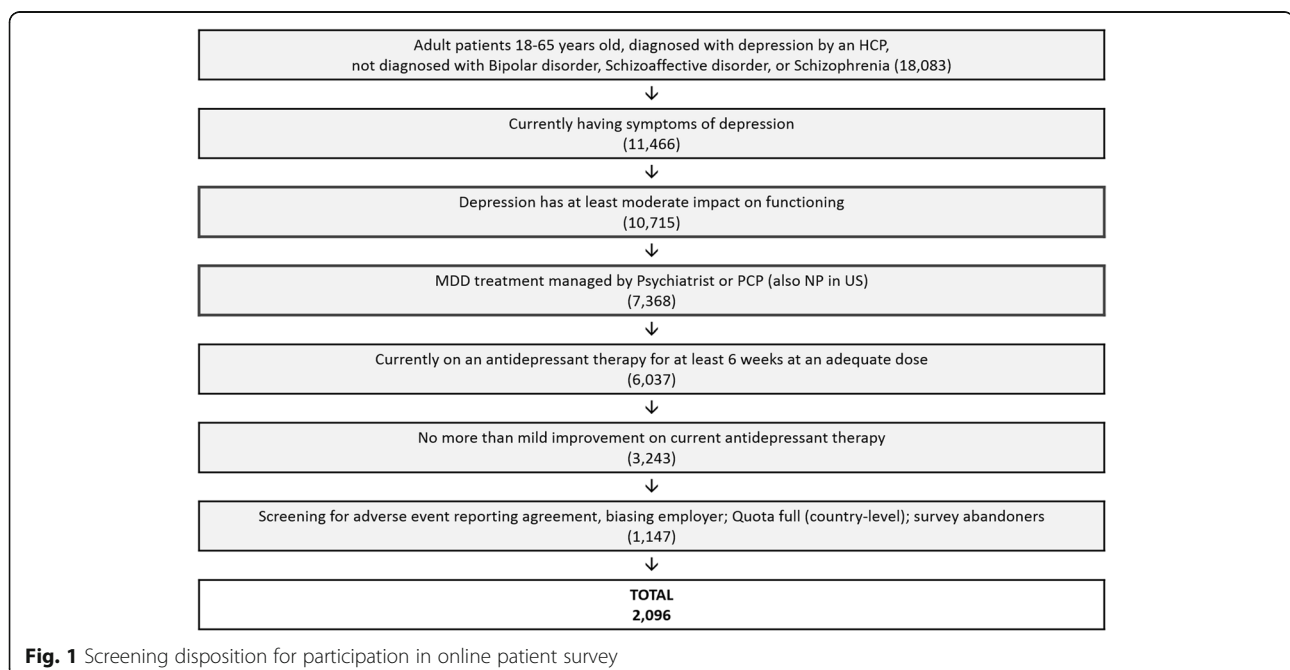 Adult patients 18-65 years old, diagnosed with depression by an HCP,
not diagnosed with Bipolar disorder, Schizoaffective disorder, or Schizophrenia (18,083)
↓
Currently having symptoms of depression
(11,466)
↓
Depression has at least moderate impact on functioning
(10,715)
↓
MDD treatment managed by Psychiatrist or PCP (also NP in US)
(7,368)
↓
Currently on an antidepressant therapy for at least 6 weeks at an adequate dose
(6,037)
↓
No more than mild improvement on current antidepressant therapy
(3,243)
↓
Screening for adverse event reporting agreement, biasing employer; Quota full (country-level); survey abandoners
(1,147)
↓
TOTAL
2,096
Fig. 1 Screening disposition for participation in online patient survey